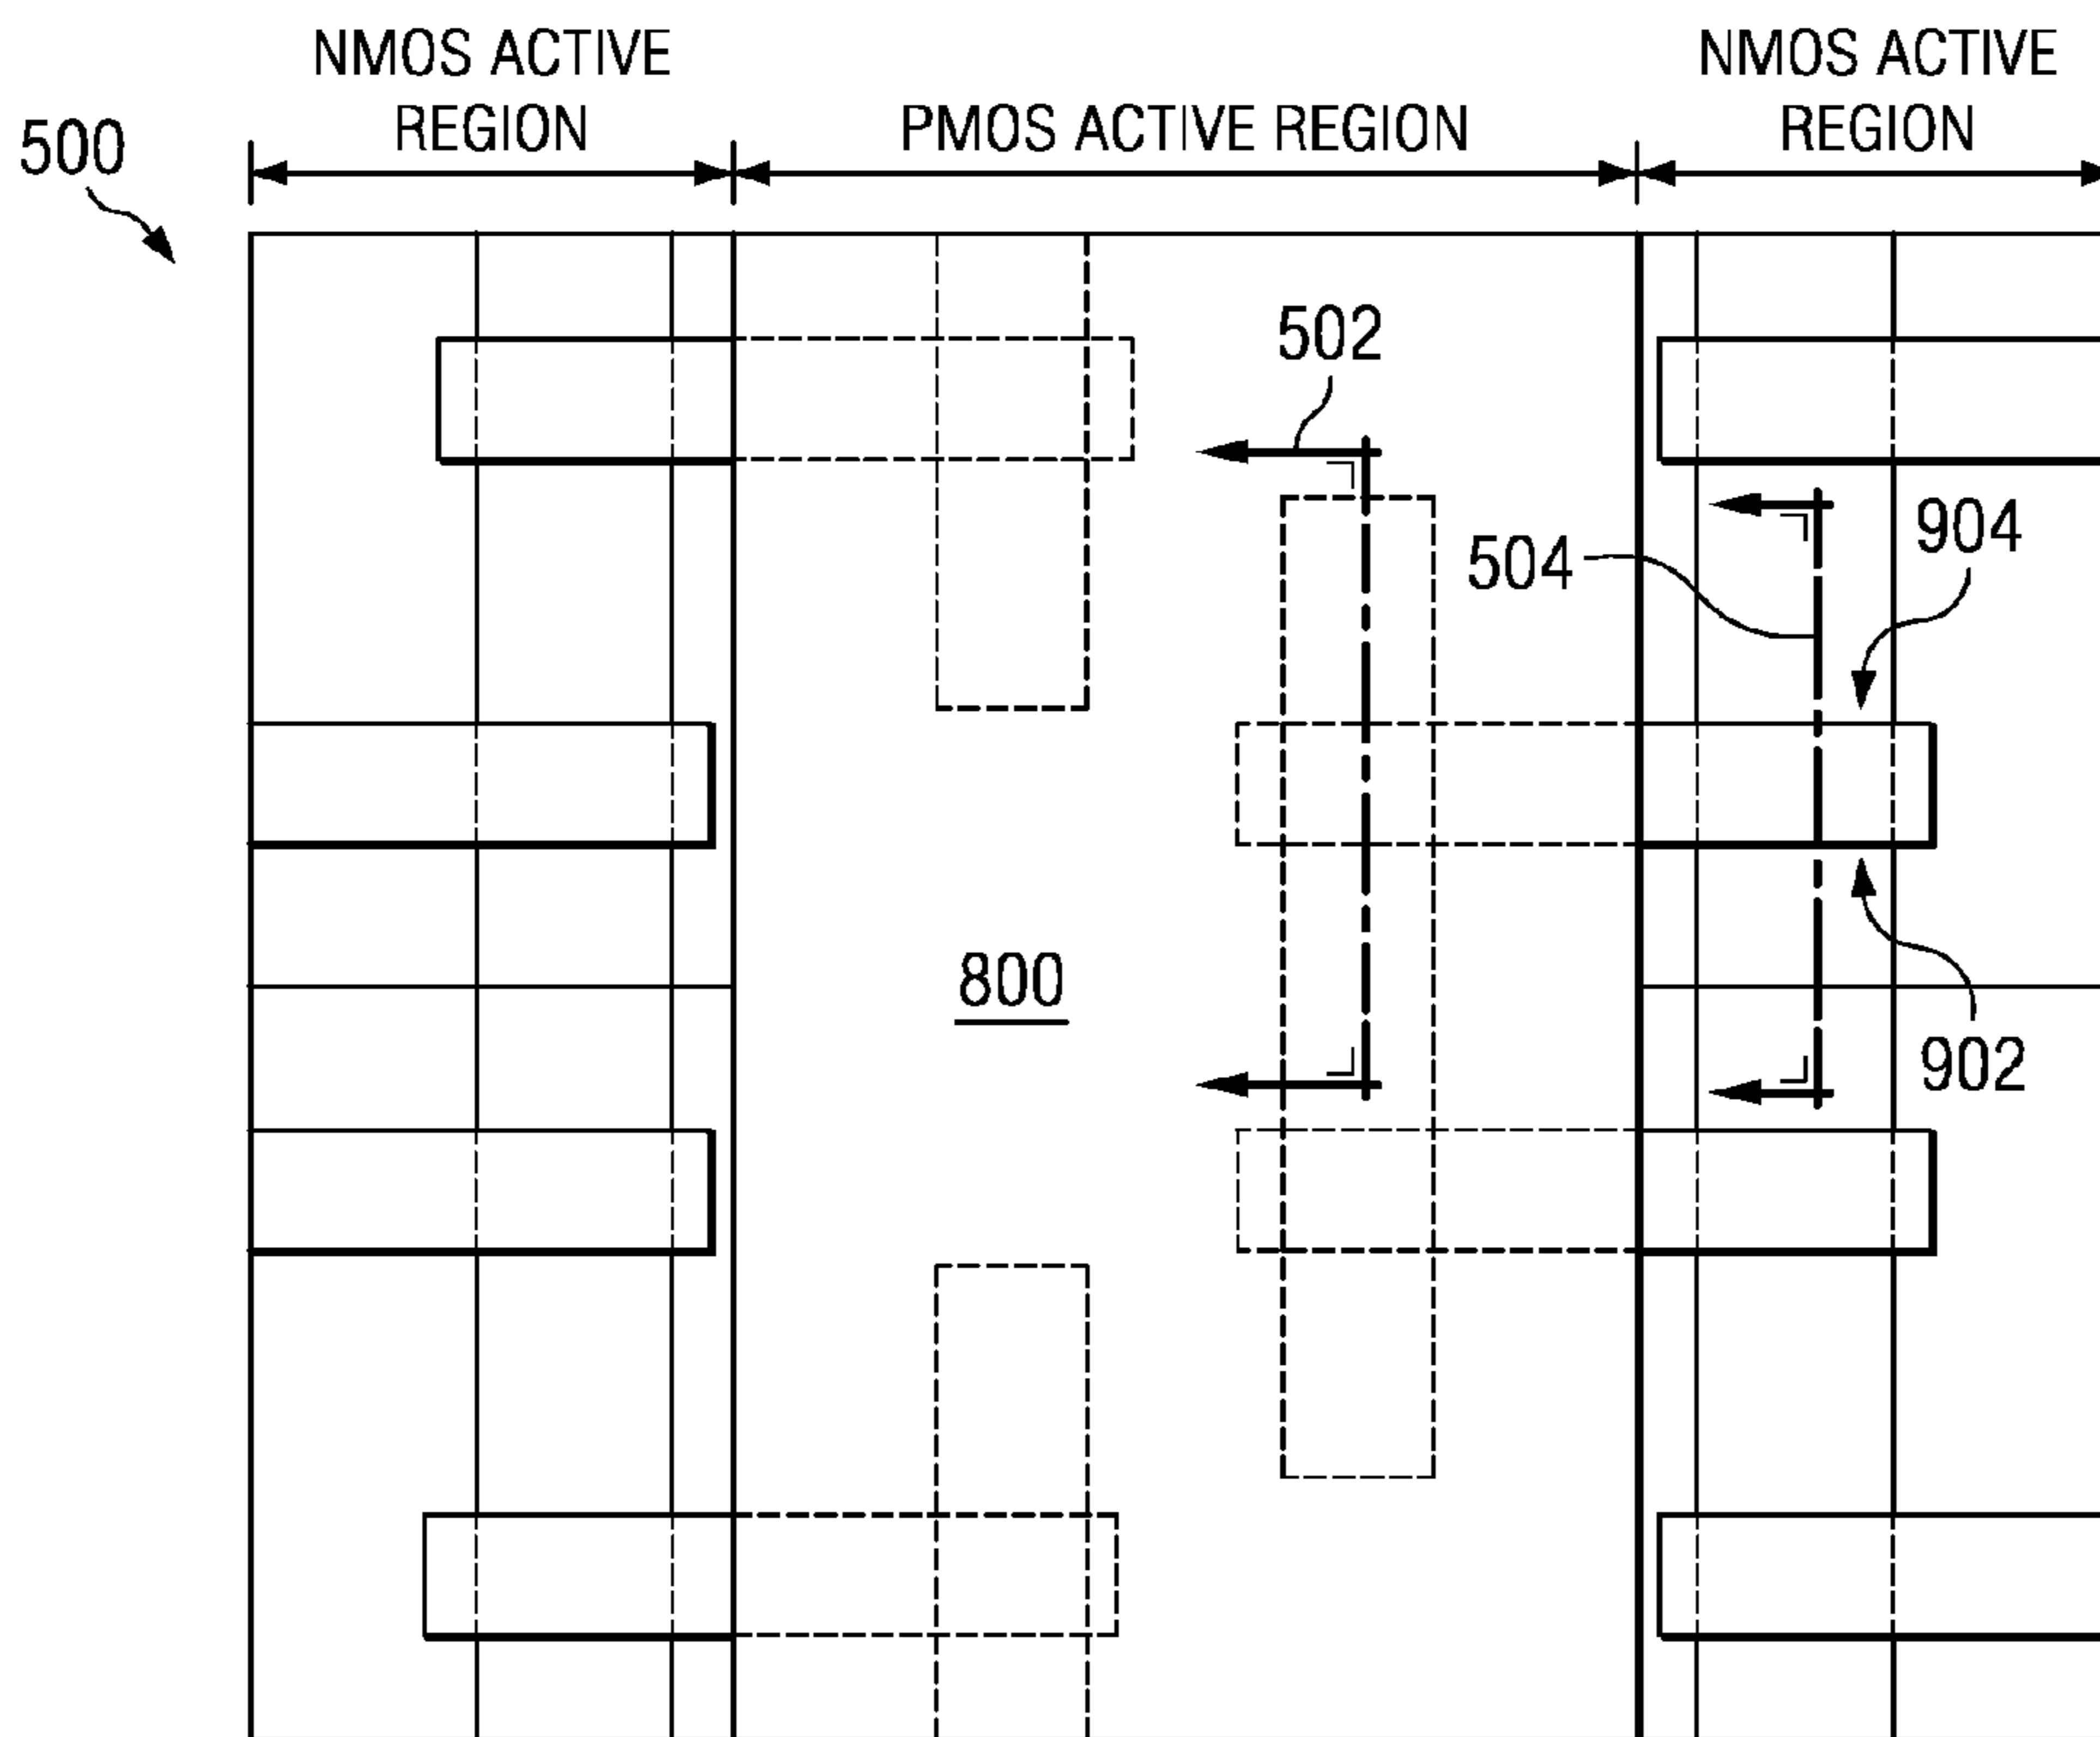 NMOS ACTIVE
REGION
PMOS ACTIVE REGION
NMOS ACTIVE
REGION
500
502
504
904
800
902